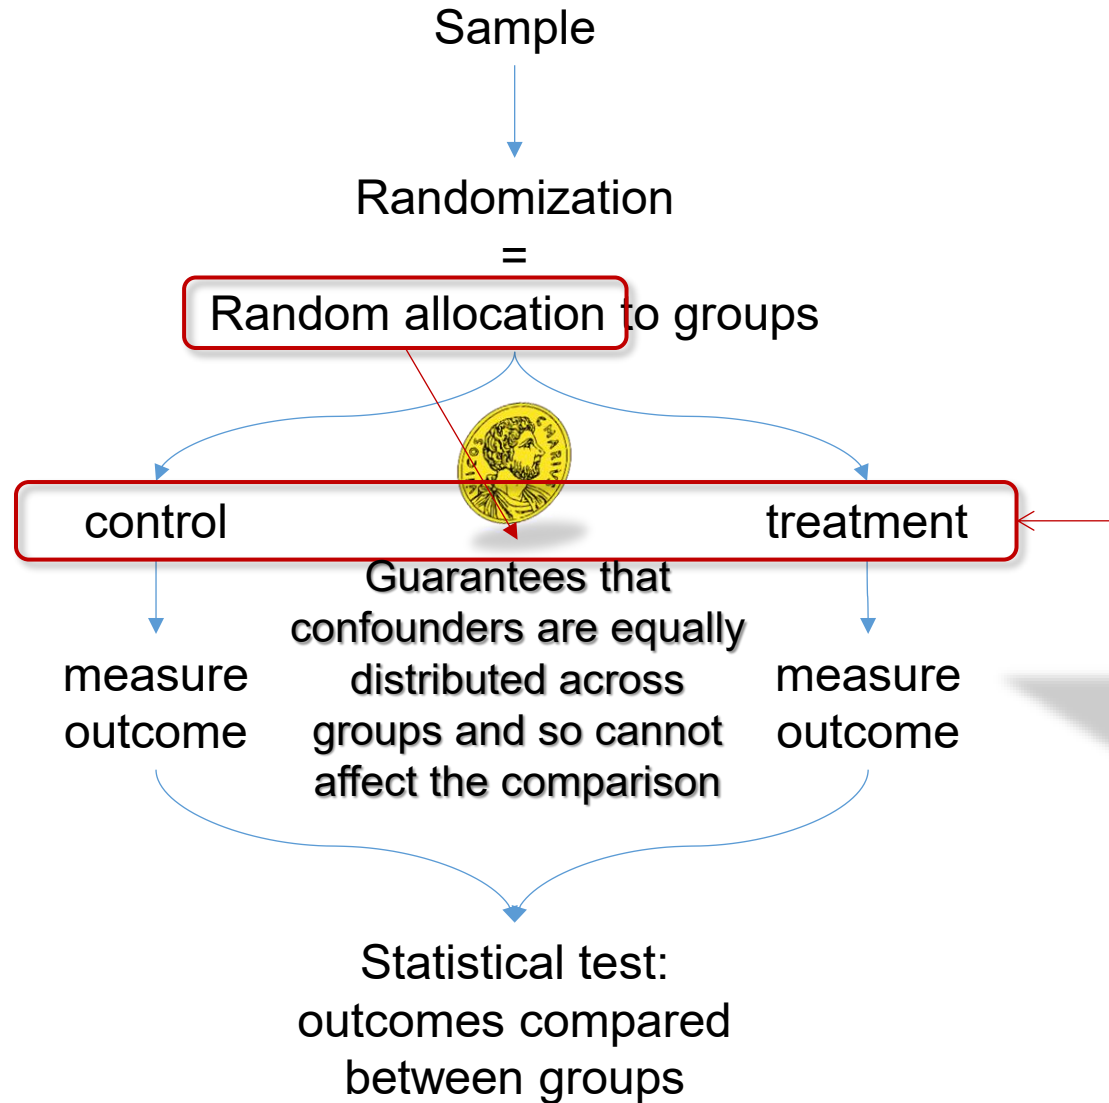 Sample
Randomization
=
Random allocation to groups
control
treatment
Guarantees that
confounders are equally
distributed across
groups and so cannot
affect the comparison
measure
outcome
measure
outcome
Statistical test:
outcomes compared
between groups